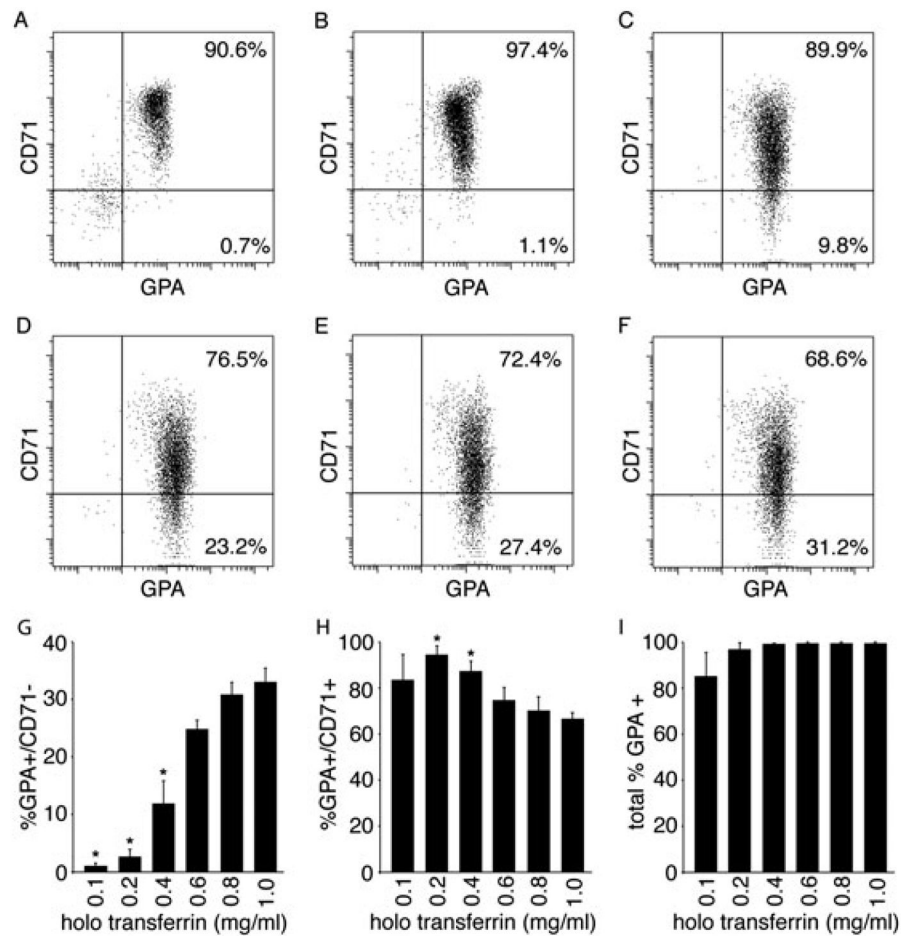 A
90.6%
CD71
0.7%
GPA
B
97.4%
CD71
1.1%
GPA
C
89.9%
CD71
9.8%
GPA
D
76.5%
CD71
23.2%
GPA
E
72.4%
CD71
27.4%
GPA
F
68.6%
CD71
31.2%
GPA
G
%GPA+/CD71-
40
30
20
10
0
*
*
*
0.1 0.2 0.4 0.6 0.8 1.0
holo transferrin (mg/ml)
H
%GPA+/CD71+
100
80
60
40
20
0
*
*
0.1 0.2 0.4 0.6 0.8 1.0
holo transferrin (mg/ml)
I
total % GPA +
100
80
60
40
20
0
0.1 0.2 0.4 0.6 0.8 1.0
holo transferrin (mg/ml)